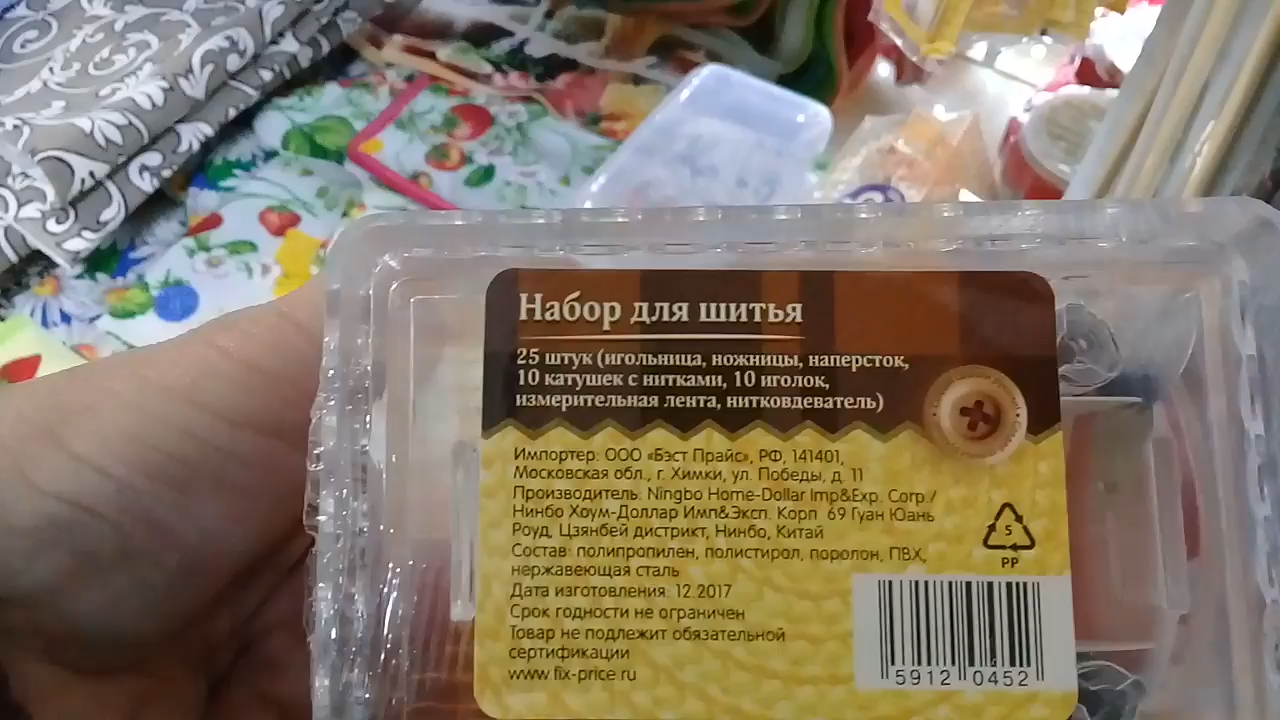 Набор для шитья
25 штук (игольница, ножницы, наперсток,
10 катушек с нитками, 10 иголок,
измерительная лента, нитковдеватель)
Импортер: ООО «Бэст Прайс», РФ, 141401,
Московская обл., г. Химки, ул. Победы, д. 11
Производитель: Ningbo Home-Dollar Imp&Exp. Corp./
Нинбо Хоум-Доллар Имп&Эксп. Корп 69 Гуан Юань
Роуд, Цзянбей дистрикт, Нинбо, Китай
Состав: полипропилен, полистирол, поролон, ПВХ,
нержавеющая сталь
Дата изготовления: 12.2017
Срок годности не ограничен
Товар не подлежит обязательной
сертификации
www.fix-price.ru
5
PP
5912 0452